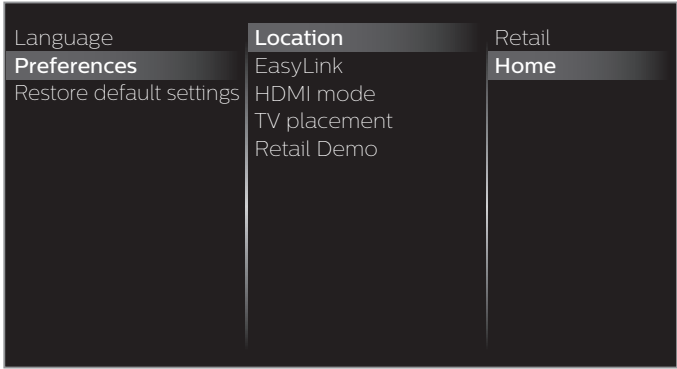 Language
Preferences
Restore default settings
Location
EasyLink
HDMI mode
TV placement
Retail Demo
Retail
Home